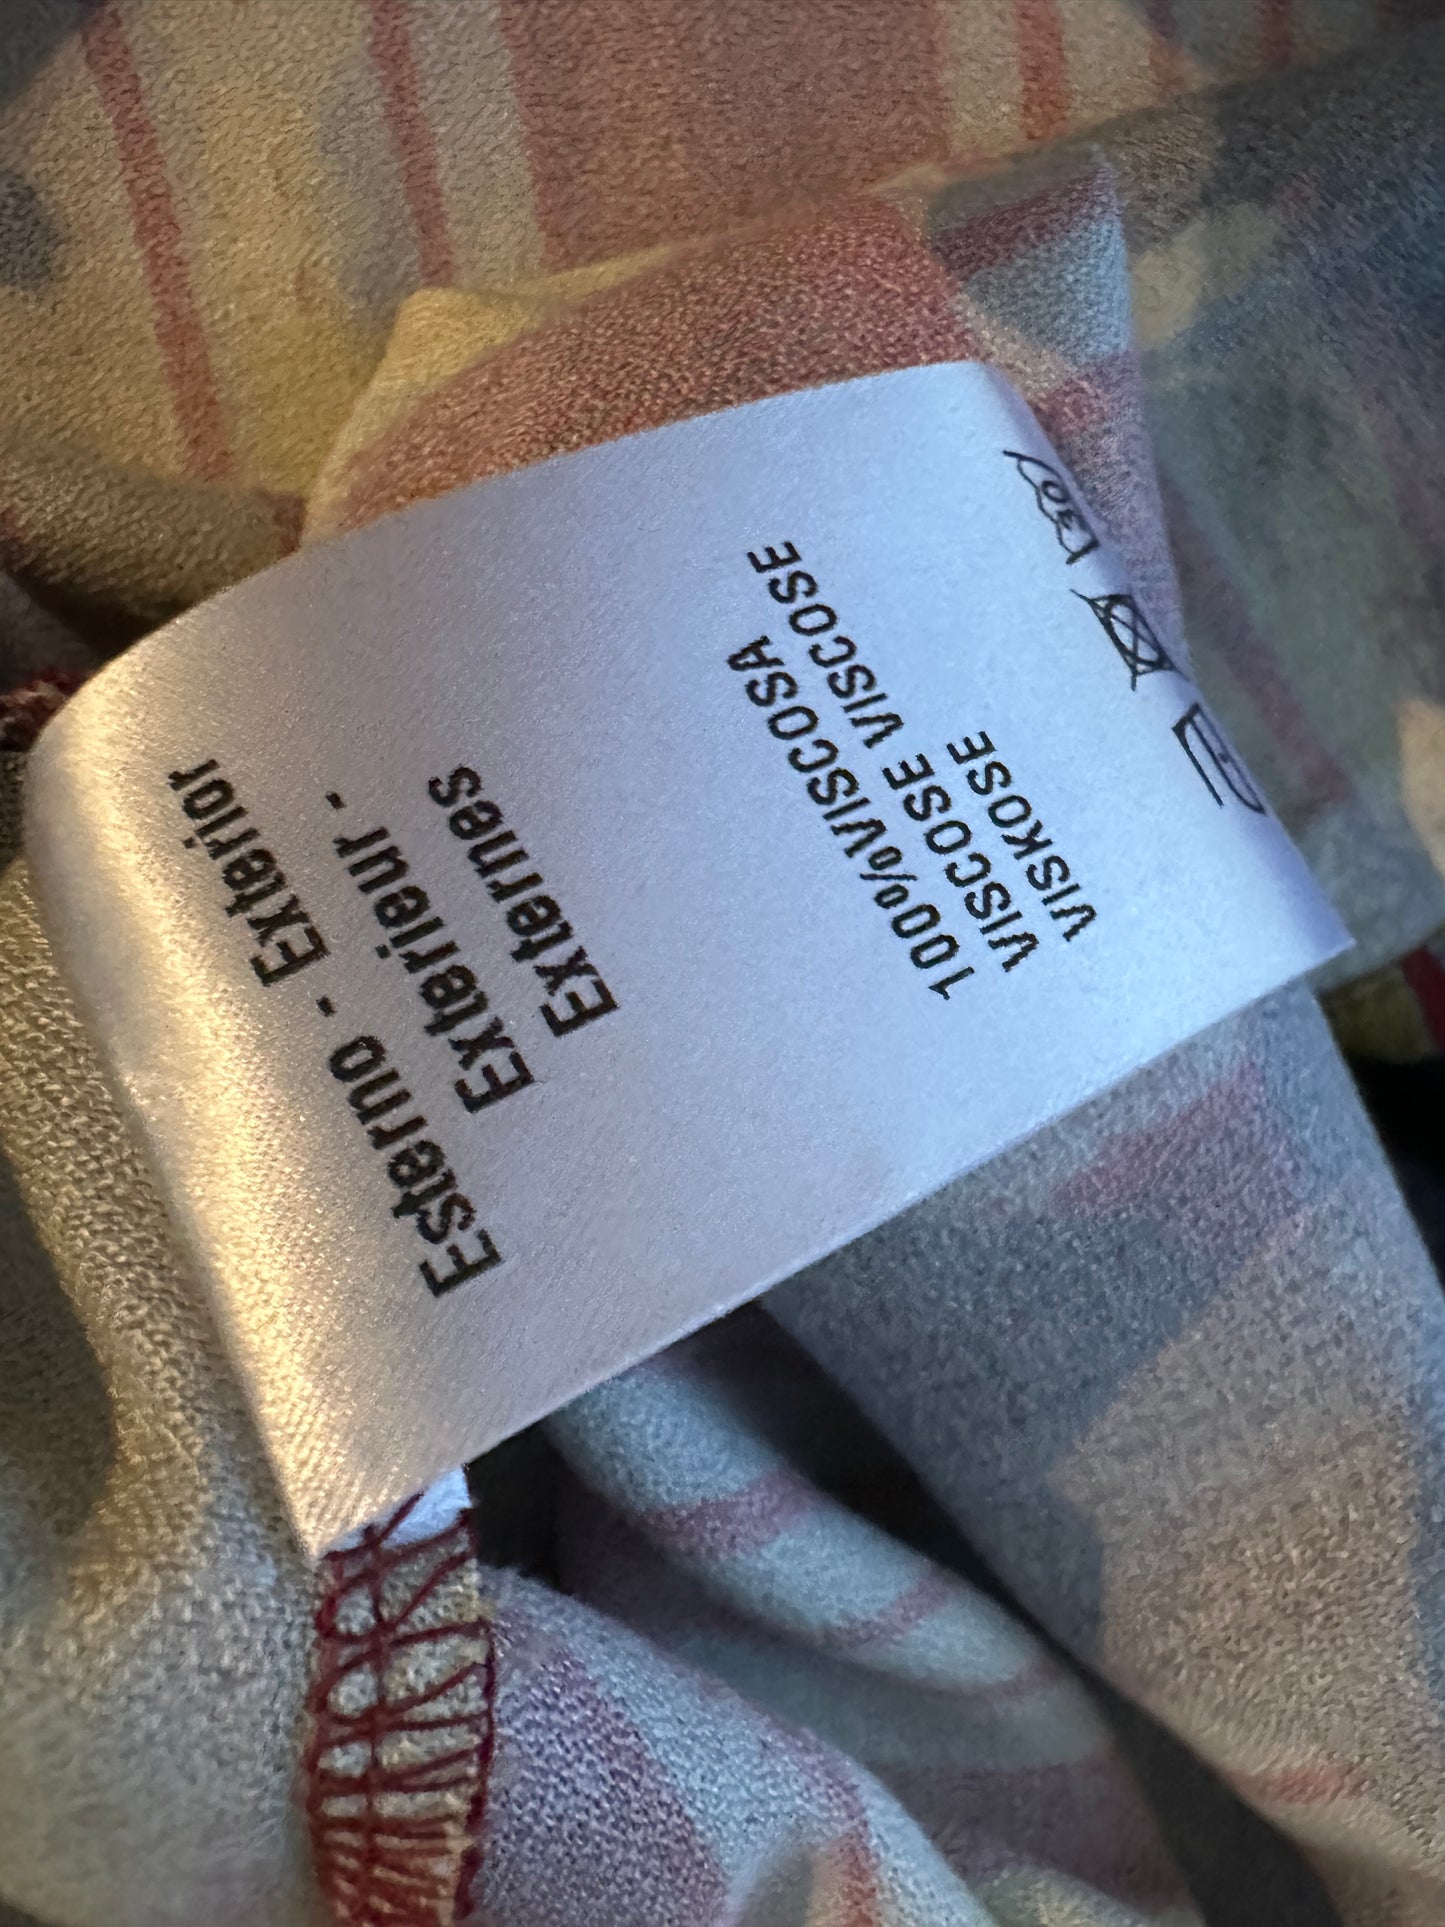 Esterno - Exterior
Exterieur -
Externes
100%VISCOSA
VISCOSE VISCOSE
VISKOSE
30